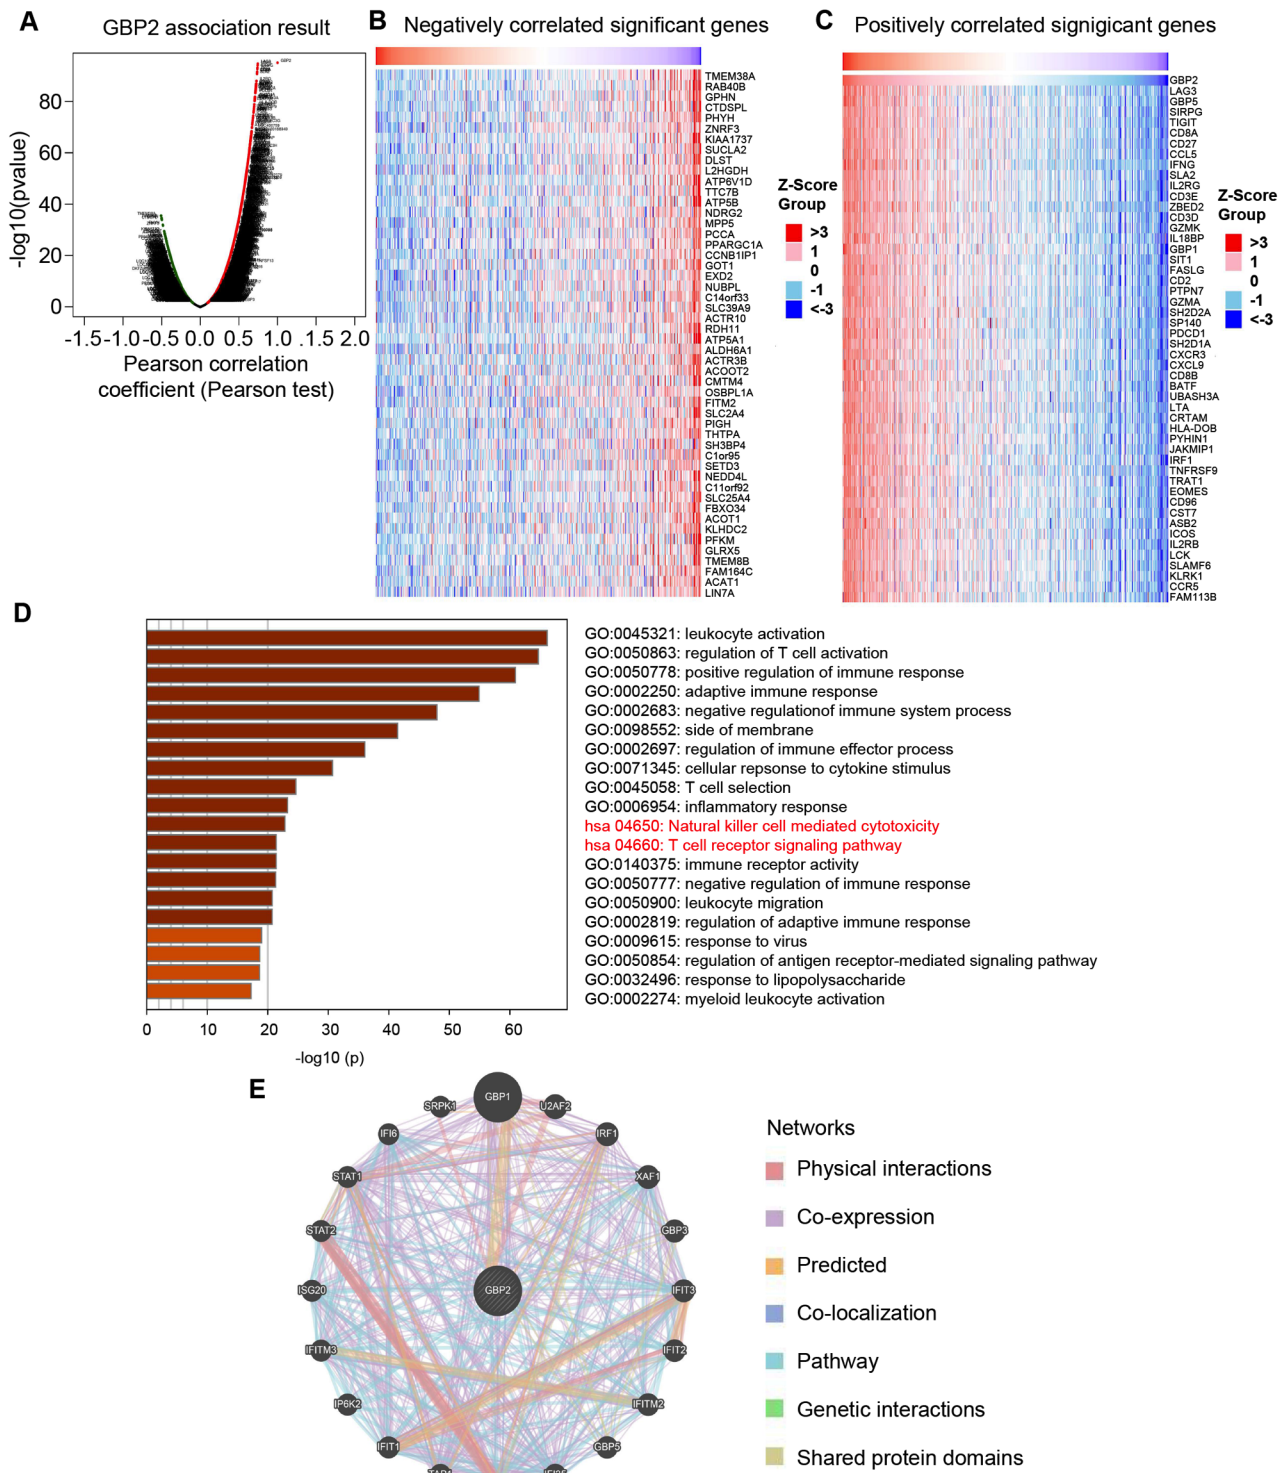 A
GBP2 association result
-log10(pvalue)
80
60
40
20
0
-1.5 -1.0 -0.5 0.0 0.5 1.0 1.5 2.0
Pearson correlation
coefficient (Pearson test)
B
Negatively correlated significant genes
TMEM38A
RAB40B
GPHN
CTDSPL
PHYH
ZNRF3
KIAA1737
SUCLA2
DLST
L2HGDH
ATP6V1D
TTC7B
ATP5B
NDRG2
MPP5
PCCA
PPARGC1A
CCNB1IP1
GOT1
EXD2
NUBPL
C14orf33
SLC39A9
ACTR10
RDH11
ATP5A1
ALDH6A1
ACTR3B
ACOOT2
CMTM4
OSBPL1A
FITM2
SLC2A4
PIGH
THTPA
SH3BP4
C1or95
SETD3
NEDD4L
C11orf92
SLC25A4
FBXO34
ACOT1
KLHDC2
PFKM
GLRX5
TMEM8B
FAM164C
ACAT1
LIN7A
Z-Score
Group
>3
1
0
-1
<-3
C
Positively correlated signigicant genes
GBP2
LAG3
GBP5
SIRPG
TIGIT
CD8A
CD27
CCL5
IFNG
SLA2
IL2RG
CD3E
ZBED2
CD3D
GZMK
IL18BP
GBP1
SIT1
FASLG
CD2
PTPN7
GZMA
SH2D2A
SP140
PDCD1
SH2D1A
CXCR3
CXCL9
CD8B
BATF
UBASH3A
LTA
CRTAM
HLA-DOB
PYHIN1
JAKMIP1
IRF1
TNFRSF9
TRAT1
EOMES
CD96
CST7
ASB2
ICOS
IL2RB
LCK
SLAMF6
KLRK1
CCR5
FAM113B
Z-Score
Group
>3
1
0
-1
<-3
D
GO:0045321: leukocyte activation
GO:0050863: regulation of T cell activation
GO:0050778: positive regulation of immune response
GO:0002250: adaptive immune response
GO:0002683: negative regulationof immune system process
GO:0098552: side of membrane
GO:0002697: regulation of immune effector process
GO:0071345: cellular repsonse to cytokine stimulus
GO:0045058: T cell selection
GO:0006954: inflammatory response
hsa 04650: Natural killer cell mediated cytotoxicity
hsa 04660: T cell receptor signaling pathway
GO:0140375: immune receptor activity
GO:0050777: negative regulation of immune response
GO:0050900: leukocyte migration
GO:0002819: regulation of adaptive immune response
GO:0009615: response to virus
GO:0050854: regulation of antigen receptor-mediated signaling pathway
GO:0032496: response to lipopolysaccharide
GO:0002274: myeloid leukocyte activation
0 10 20 30 40 50 60
-log10 (p)
E
GBP1
SRPK1
U2AF2
IFI6
IRF1
STAT1
XAF1
STAT2
GBP3
GBP2
ISG20
IFIT3
IFITM3
IFIT2
IP6K2
IFITM2
IFIT1
GBP5
Networks
Physical interactions
Co-expression
Predicted
Co-localization
Pathway
Genetic interactions
Shared protein domains